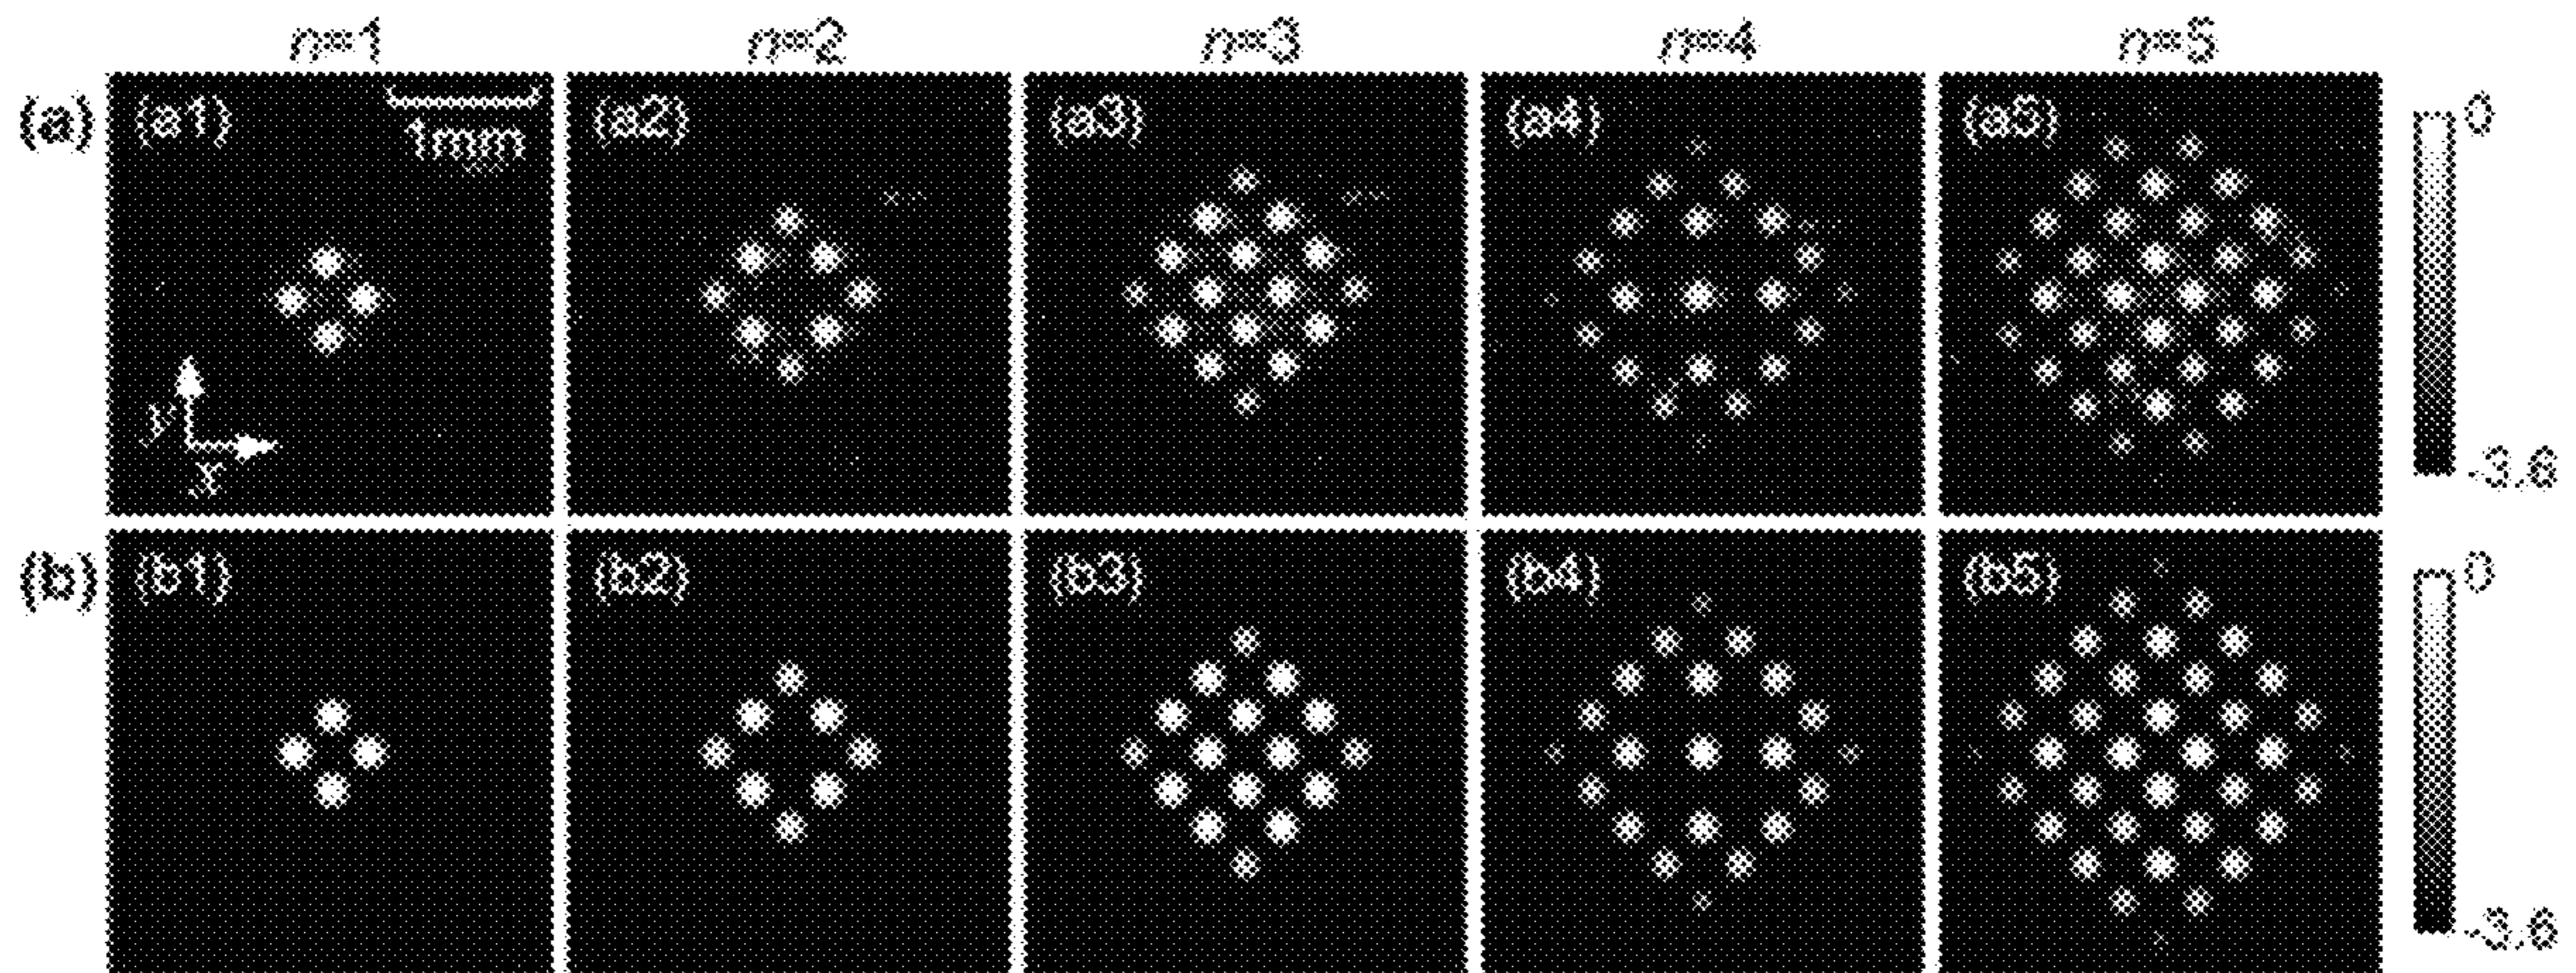 n=1 n=2 n=3 n=4 n=5
(a) (a1) (a2) (a3) (a4) (a5) 0
1mm
y
x
-3.6
(b) (b1) (b2) (b3) (b4) (b5) 0
-3.6